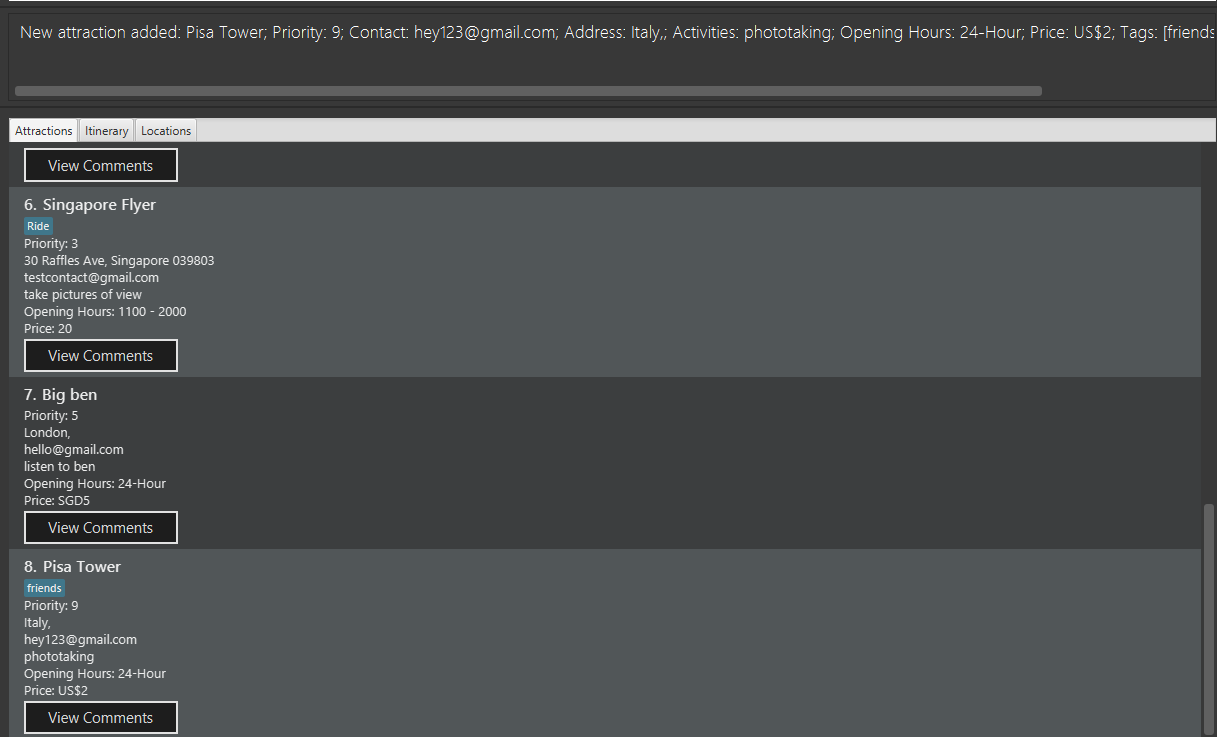 New attraction added: Pisa Tower; Priority: 9; Contact: hey123@gmail.com; Address: Italy,; Activities: phototaking; Opening Hours: 24-Hour; Price: US$2; Tags: [friends
Attractions Itinerary Locations
View Comments
6. Singapore Flyer
Ride
Priority: 3
30 Raffles Ave, Singapore 039803
testcontact@gmail.com
take pictures of view
Opening Hours: 1100 - 2000
Price: 20
View Comments
7. Big ben
Priority: 5
London,
hello@gmail.com
listen to ben
Opening Hours: 24-Hour
Price: SGD5
View Comments
8. Pisa Tower
friends
Priority: 9
Italy,
hey123@gmail.com
phototaking
Opening Hours: 24-Hour
Price: US$2
View Comments